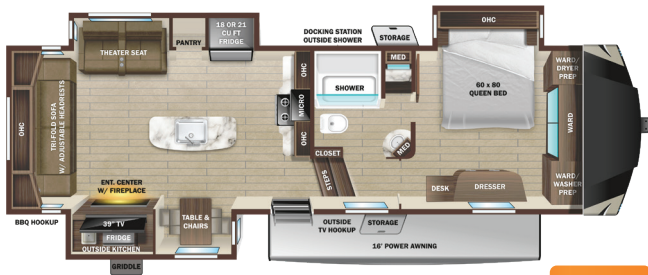 OHC
TRIFOLD SOFA
W/ ADJUSTABLE HEADRESTS
THEATER SEAT
PANTRY
18 OR 21
CU FT
FRIDGE
DOCKING STATION
OUTSIDE SHOWER
STORAGE
OHC
OHC
MICRO
OHC
SHOWER
MED
60 x 80
QUEEN BED
WARD/
DRYER
PREP
WARD
WARD/
WASHER
PREP
MED
CLOSET
STEPS
DESK
DRESSER
ENT. CENTER
W/ FIREPLACE
39" TV
FRIDGE
OUTSIDE KITCHEN
TABLE &
CHAIRS
BBQ HOOKUP
GRIDDLE
OUTSIDE
TV HOOKUP
STORAGE
16' POWER AWNING